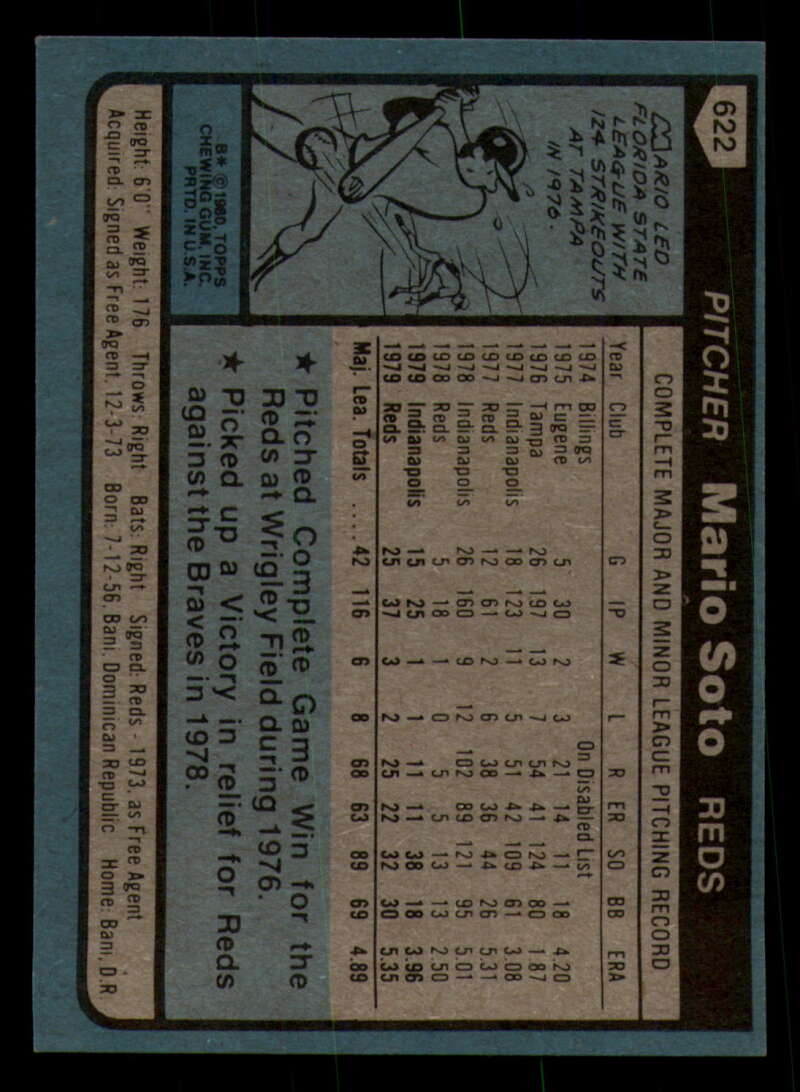 622
PITCHER Mario Soto REDS
MARIO LED
FLORIDA STATE
LEAGUE WITH
124 STRIKEOUTS
AT TAMPA
IN 1976.
B* © 1980, TOPPS
CHEWING GUM, INC.
PRTD. IN U.S.A.
COMPLETE MAJOR AND MINOR LEAGUE PITCHING RECORD
Year Club G IP W L R ER SO BB ERA
1974 Billings On Disabled List
1975 Eugene 5 30 2 3 21 14 11 18 4.20
1976 Tampa 26 197 13 7 54 41 124 80 1.87
1977 Indianapolis 18 123 11 5 51 42 109 61 3.08
1977 Reds 12 61 2 6 38 36 44 26 5.31
1978 Indianapolis 26 160 9 12 102 89 121 95 5.01
1978 Reds 5 18 1 0 5 5 13 13 2.50
1979 Indianapolis 15 25 1 1 11 11 38 18 3.96
1979 Reds 25 37 3 2 25 22 32 30 5.35
Maj. Lea. Totals .... 42 116 6 8 68 63 89 69 4.89
★ Pitched Complete Game Win for the
Reds at Wrigley Field during 1976.
★ Picked up a Victory in relief for Reds
against the Braves in 1978.
Height: 6'0" Weight: 176 Throws: Right Bats: Right Signed: Reds - 1973, as Free Agent
Acquired: Signed as Free Agent, 12-3-73 Born: 7-12-56, Bani, Dominican Republic Home: Bani, D.R